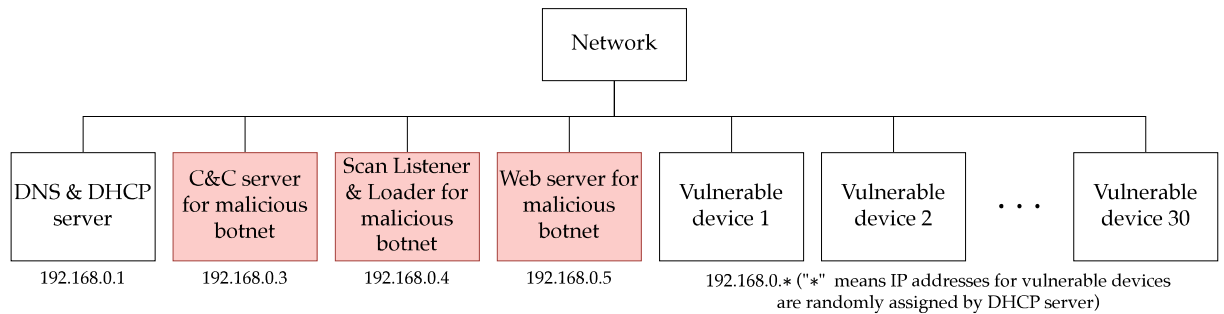 Network
DNS & DHCP
server
C&C server
for malicious
botnet
Scan Listener
& Loader for
malicious
botnet
Web server for
malicious
botnet
Vulnerable
device 1
Vulnerable
device 2
· · ·
Vulnerable
device 30
192.168.0.1
192.168.0.3
192.168.0.4
192.168.0.5
192.168.0.* ("*" means IP addresses for vulnerable devices
are randomly assigned by DHCP server)